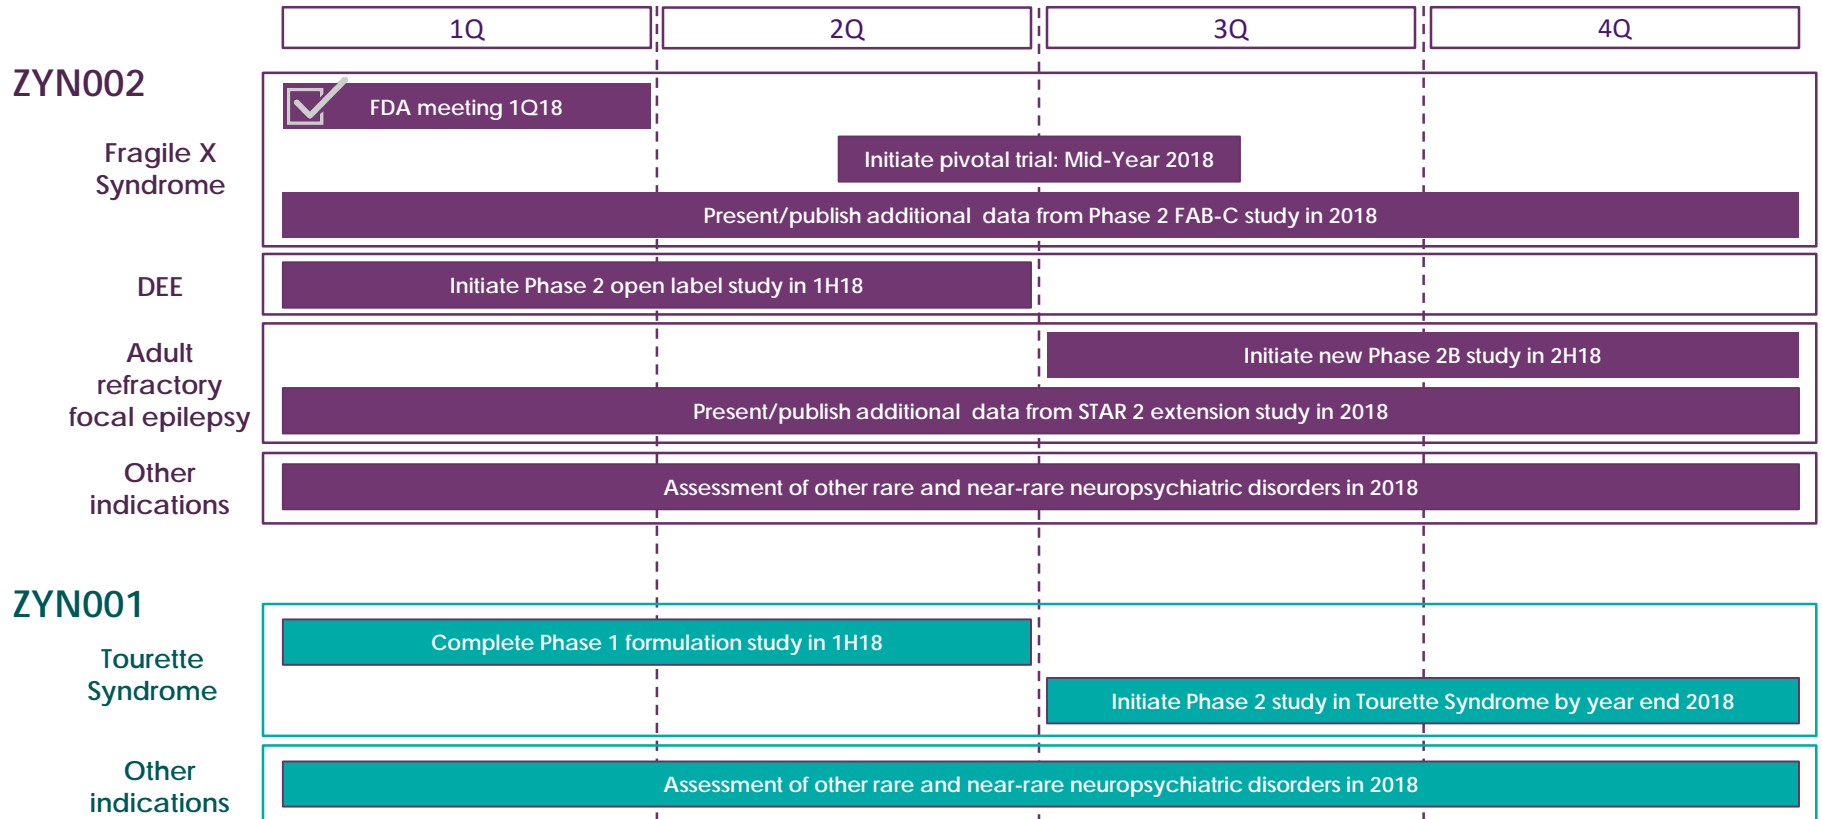 1Q
2Q
3Q
4Q
ZYN002
Fragile X
Syndrome
FDA meeting 1Q18
Initiate pivotal trial: Mid-Year 2018
Present/publish additional data from Phase 2 FAB-C study in 2018
DEE
Initiate Phase 2 open label study in 1H18
Adult
refractory
focal epilepsy
Initiate new Phase 2B study in 2H18
Present/publish additional data from STAR 2 extension study in 2018
Other
indications
Assessment of other rare and near-rare neuropsychiatric disorders in 2018
ZYN001
Tourette
Syndrome
Complete Phase 1 formulation study in 1H18
Initiate Phase 2 study in Tourette Syndrome by year end 2018
Other
indications
Assessment of other rare and near-rare neuropsychiatric disorders in 2018